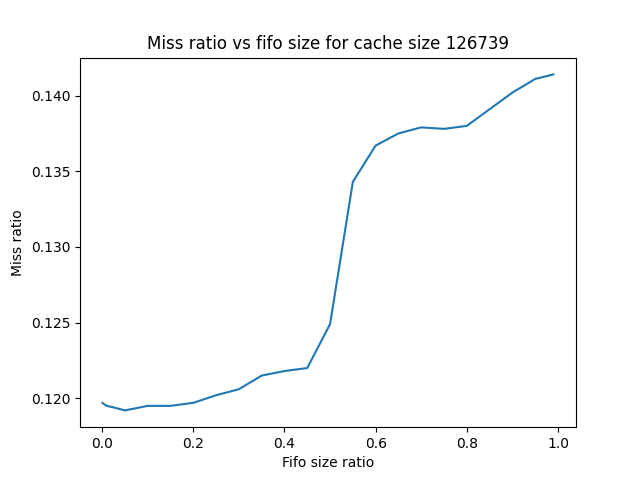 Miss ratio vs fifo size for cache size 126739
0.140
0.135
0.130
0.125
0.120
Miss ratio
0.0 0.2 0.4 0.6 0.8 1.0
Fifo size ratio